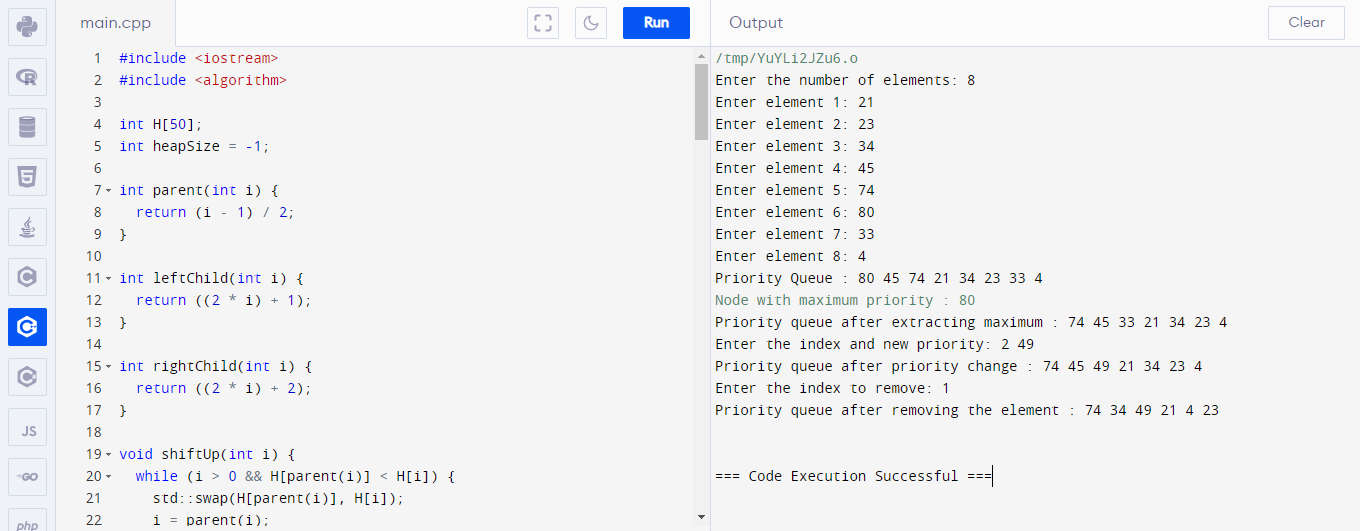 main.cpp
Run
1 #include <iostream>
2 #include <algorithm>
3
4 int H[50];
5 int heapSize = -1;
6
7 int parent(int i) {
8 return (i - 1) / 2;
9 }
10
11 int leftChild(int i) {
12 return ((2 * i) + 1);
13 }
14
15 int rightChild(int i) {
16 return ((2 * i) + 2);
17 }
18
19 void shiftUp(int i) {
20 while (i > 0 && H[parent(i)] < H[i]) {
21 std::swap(H[parent(i)], H[i]);
22 i = parent(i);
R
5
C
C
C
JS
GO
php
Output
Clear
/tmp/YuYLi2JZu6.o
Enter the number of elements: 8
Enter element 1: 21
Enter element 2: 23
Enter element 3: 34
Enter element 4: 45
Enter element 5: 74
Enter element 6: 80
Enter element 7: 33
Enter element 8: 4
Priority Queue : 80 45 74 21 34 23 33 4
Node with maximum priority : 80
Priority queue after extracting maximum : 74 45 33 21 34 23 4
Enter the index and new priority: 2 49
Priority queue after priority change : 74 45 49 21 34 23 4
Enter the index to remove: 1
Priority queue after removing the element : 74 34 49 21 4 23
=== Code Execution Successful ===